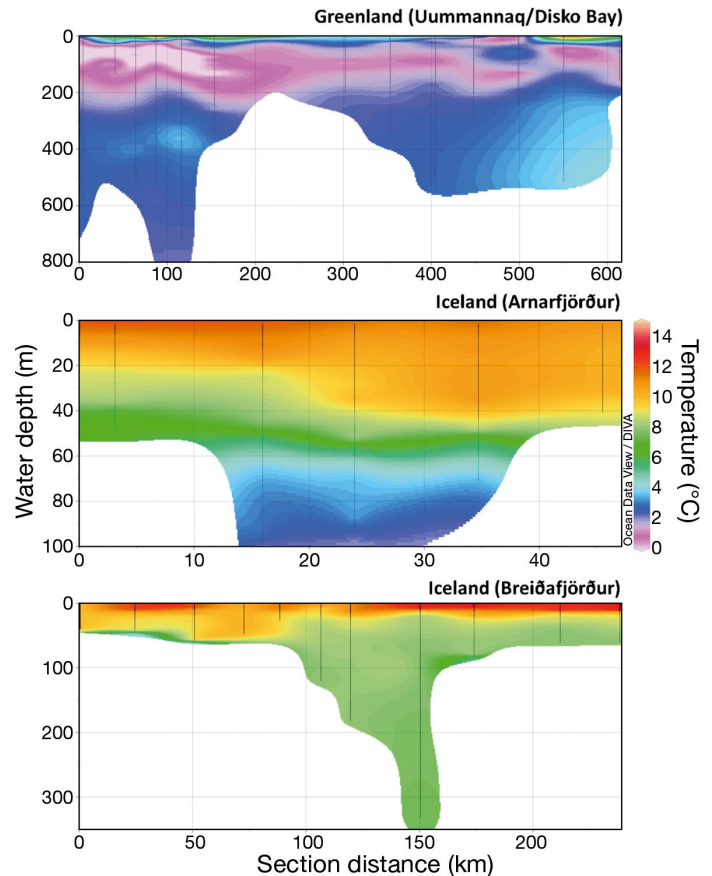 Greenland (Uummannaq/Disko Bay)
0
200
400
600
800
0 100 200 300 400 500 600
Iceland (Arnarfjörður)
0
20
40
60
80
100
0 10 20 30 40
Water depth (m)
14
12
10
8
6
4
2
0
Temperature (°C)
Ocean Data View / DIVA
Iceland (Breiðafjörður)
0
100
200
300
0 50 100 150 200
Section distance (km)